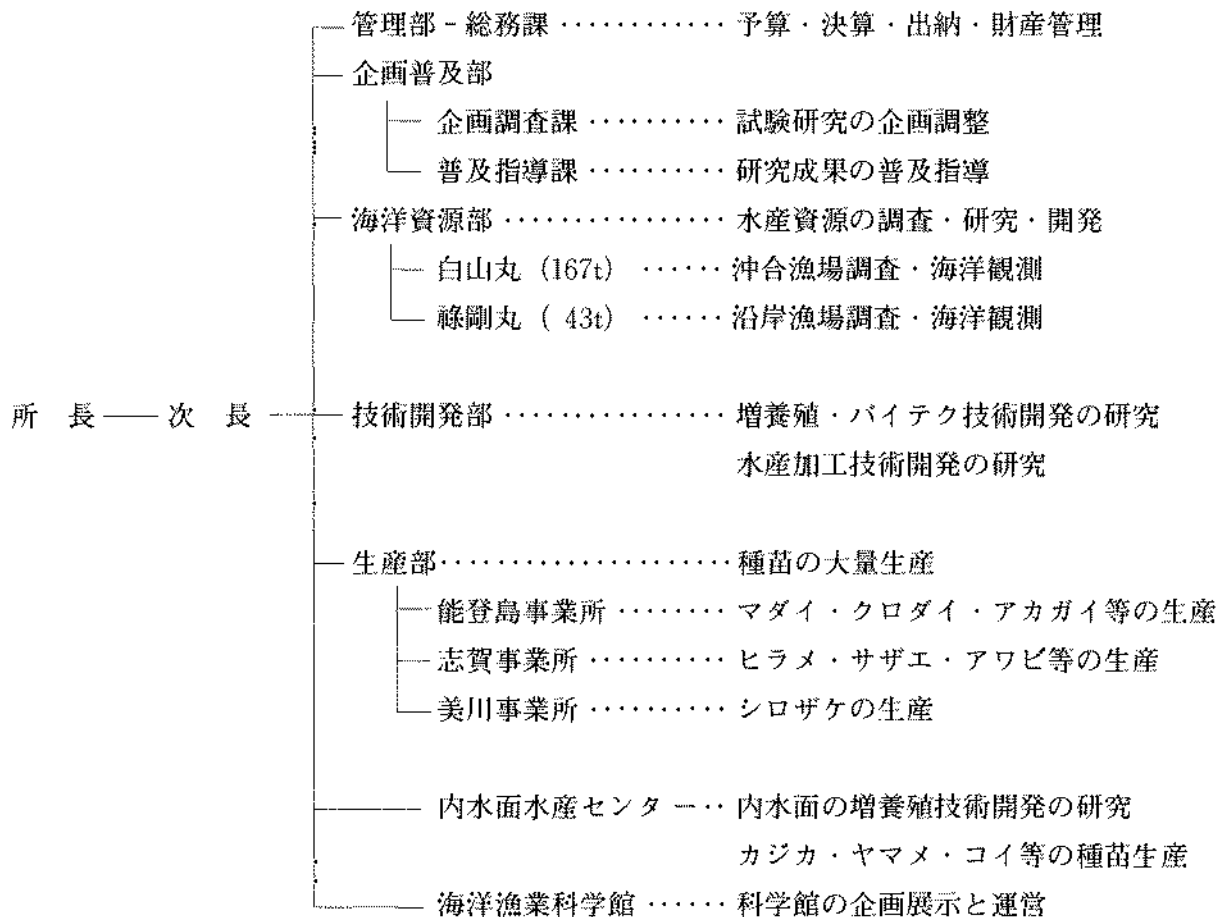 管理部-総務課 ………… 予算・決算・出納・財産管理
企画普及部
企画調査課 ………… 試験研究の企画調整
普及指導課 ………… 研究成果の普及指導
海洋資源部 ………… 水産資源の調査・研究・開発
白山丸 (167t) …… 沖合漁場調査・海洋観測
祿剛丸 ( 43t) …… 沿岸漁場調査・海洋観測
所 長 ── 次 長 ── 技術開発部 ………… 増養殖・バイテク技術開発の研究
水産加工技術開発の研究
生産部 ………… 種苗の大量生産
能登島事業所 ……… マダイ・クロダイ・アカガイ等の生産
志賀事業所 ……… ヒラメ・サザエ・アワビ等の生産
美川事業所 ……… シロザケの生産
内水面水産センター ‥ 内水面の増養殖技術開発の研究
カジカ・ヤマメ・コイ等の種苗生産
海洋漁業科学館 …… 科学館の企画展示と運営